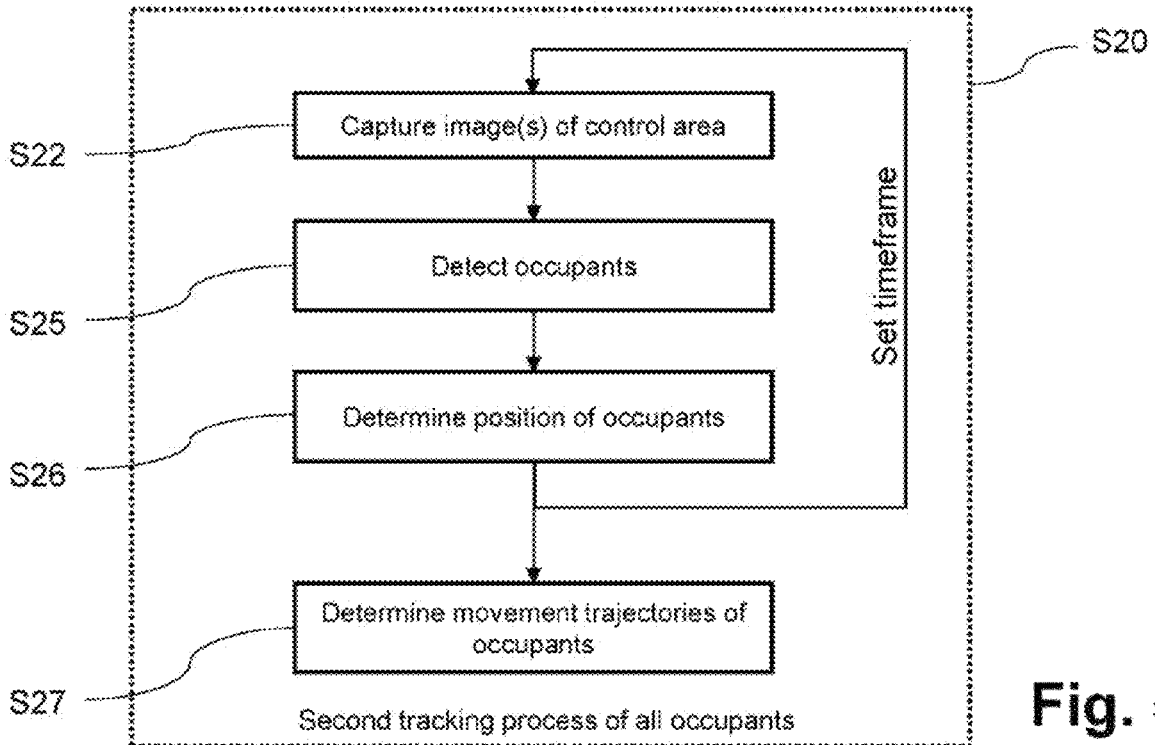 S20
Capture image(s) of control area
S22
Detect occupants
S25
Set timeframe
Determine position of occupants
S26
Determine movement trajectories of
occupants
S27
Second tracking process of all occupants
Fig.